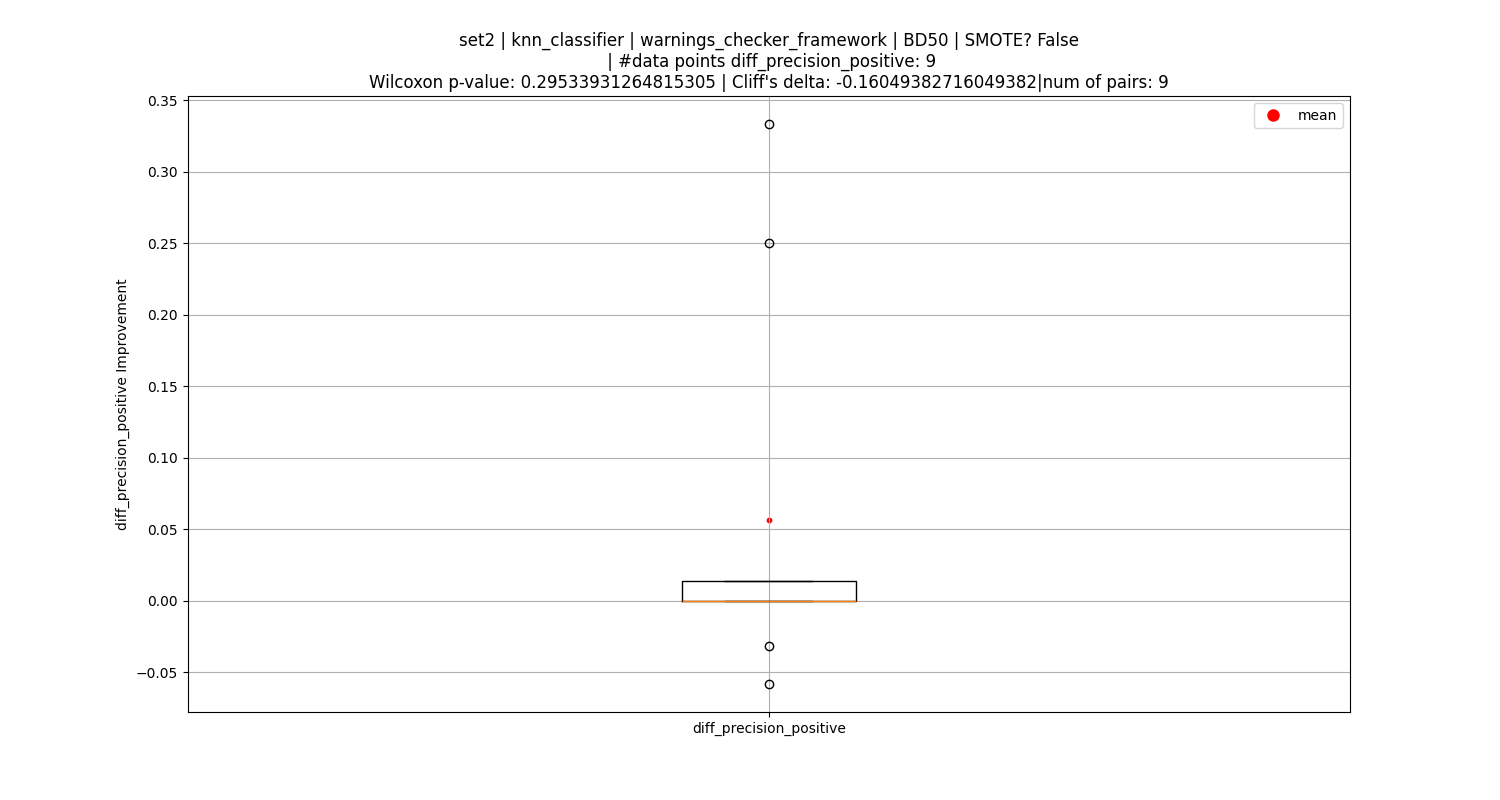 set2 | knn_classifier | warnings_checker_framework | BD50 | SMOTE? False
| #data points diff_precision_positive: 9
Wilcoxon p-value: 0.29533931264815305 | Cliff's delta: -0.16049382716049382|num of pairs: 9
mean
0.35
0.30
0.25
0.20
0.15
0.10
0.05
0.00
−0.05
diff_precision_positive Improvement
diff_precision_positive